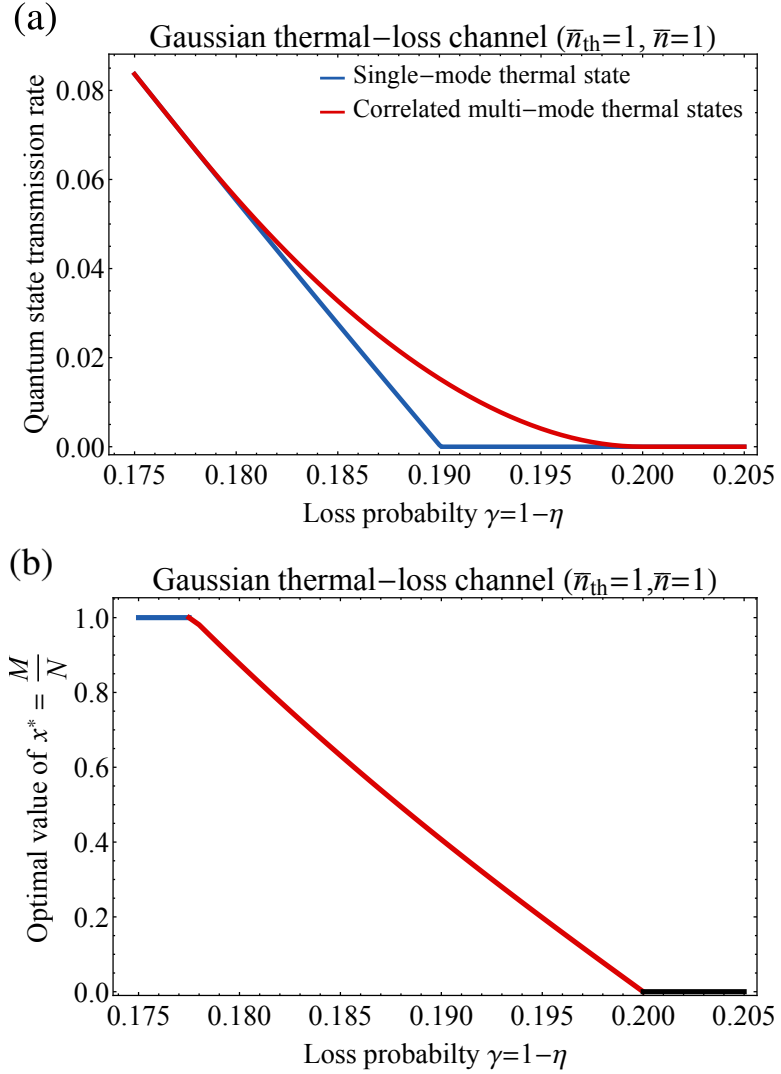 (a)
Gaussian thermal−loss channel (n̅th=1, n̅=1)
Single−mode thermal state
Correlated multi−mode thermal states
Quantum state transmission rate
0.08
0.06
0.04
0.02
0.00
0.175 0.180 0.185 0.190 0.195 0.200 0.205
Loss probabilty γ=1−η
(b)
Gaussian thermal−loss channel (n̅th=1,n̅=1)
Optimal value of x* = M/N
1.0
0.8
0.6
0.4
0.2
0.0
0.175 0.180 0.185 0.190 0.195 0.200 0.205
Loss probabilty γ=1−η